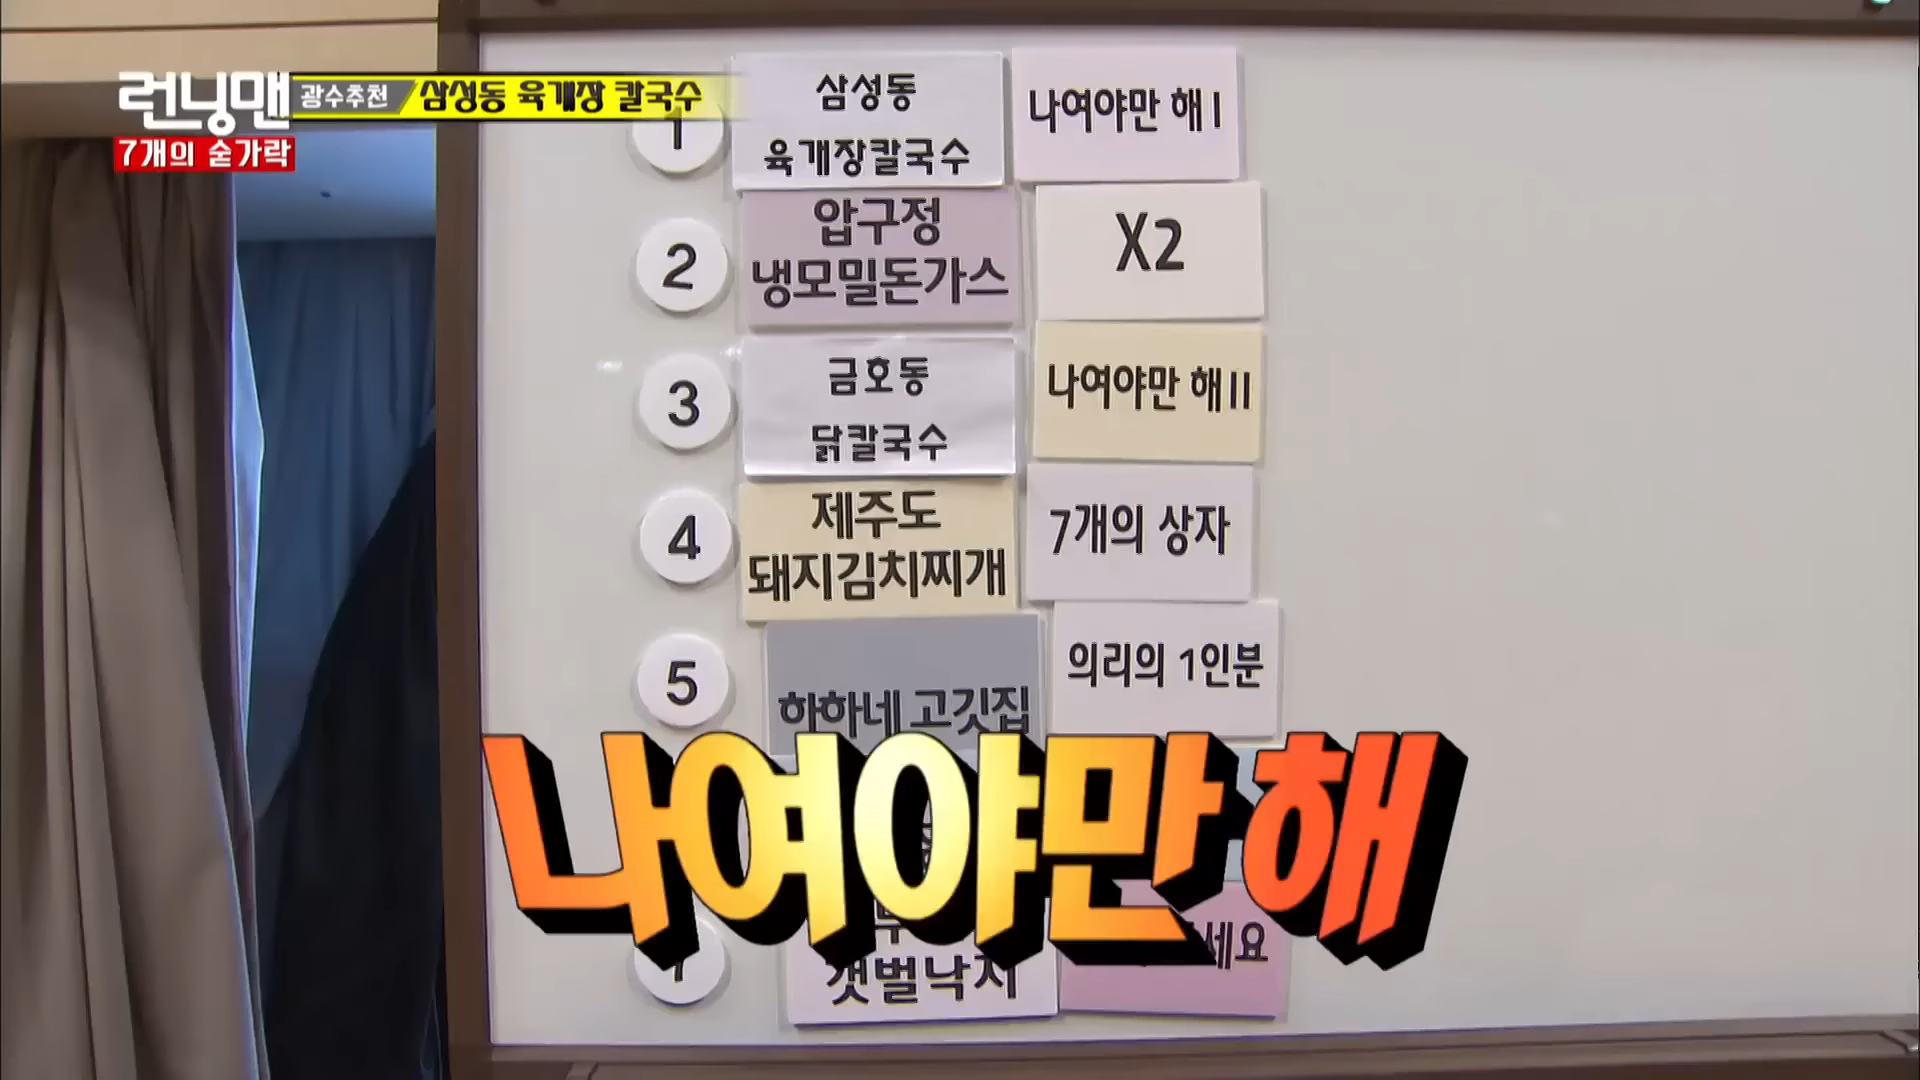 런닝맨 광수추천 삼성동 육개장 칼국수
7개의 숟가락
1
삼성동
육개장칼국수
나여야만 해 I
2
압구정
냉모밀돈가스
X2
3
금호동
닭칼국수
나여야만 해 II
4
제주도
돼지김치찌개
7개의 상자
5
하하네 고깃집
의리의 1인분
나여야만 해
갯벌낙지
세요